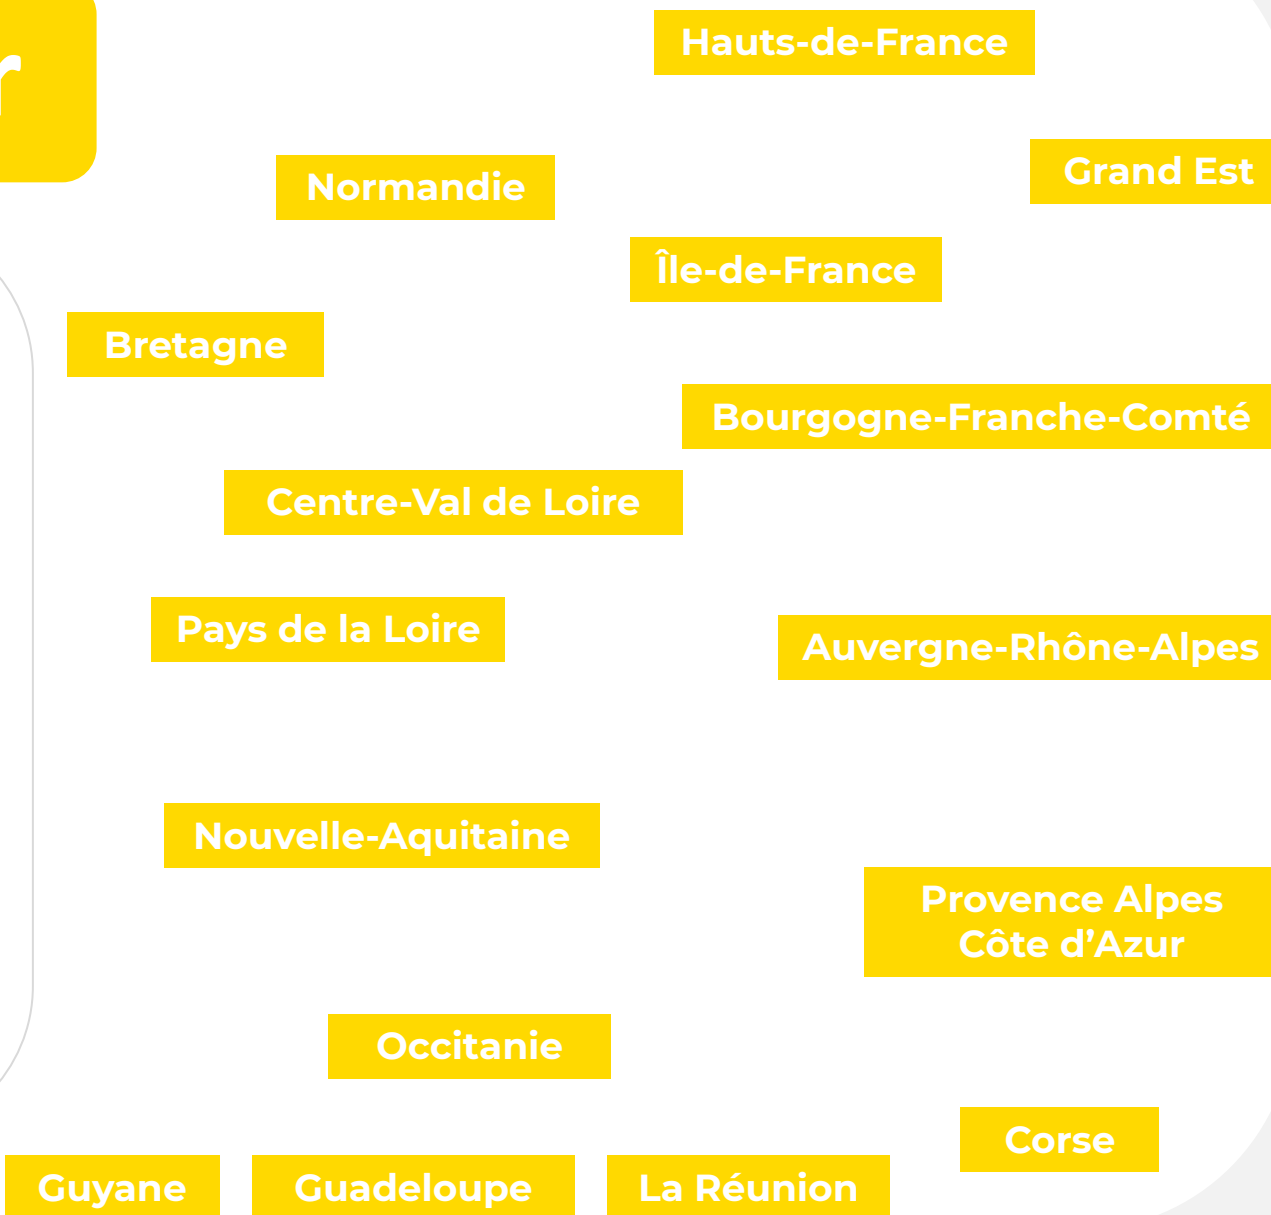 r
Hauts-de-France
Grand Est
Normandie
Île-de-France
Bretagne
Bourgogne-Franche-Comté
Centre-Val de Loire
Pays de la Loire
Auvergne-Rhône-Alpes
Nouvelle-Aquitaine
Provence Alpes
Côte d’Azur
Occitanie
Corse
Guyane
Guadeloupe
La Réunion